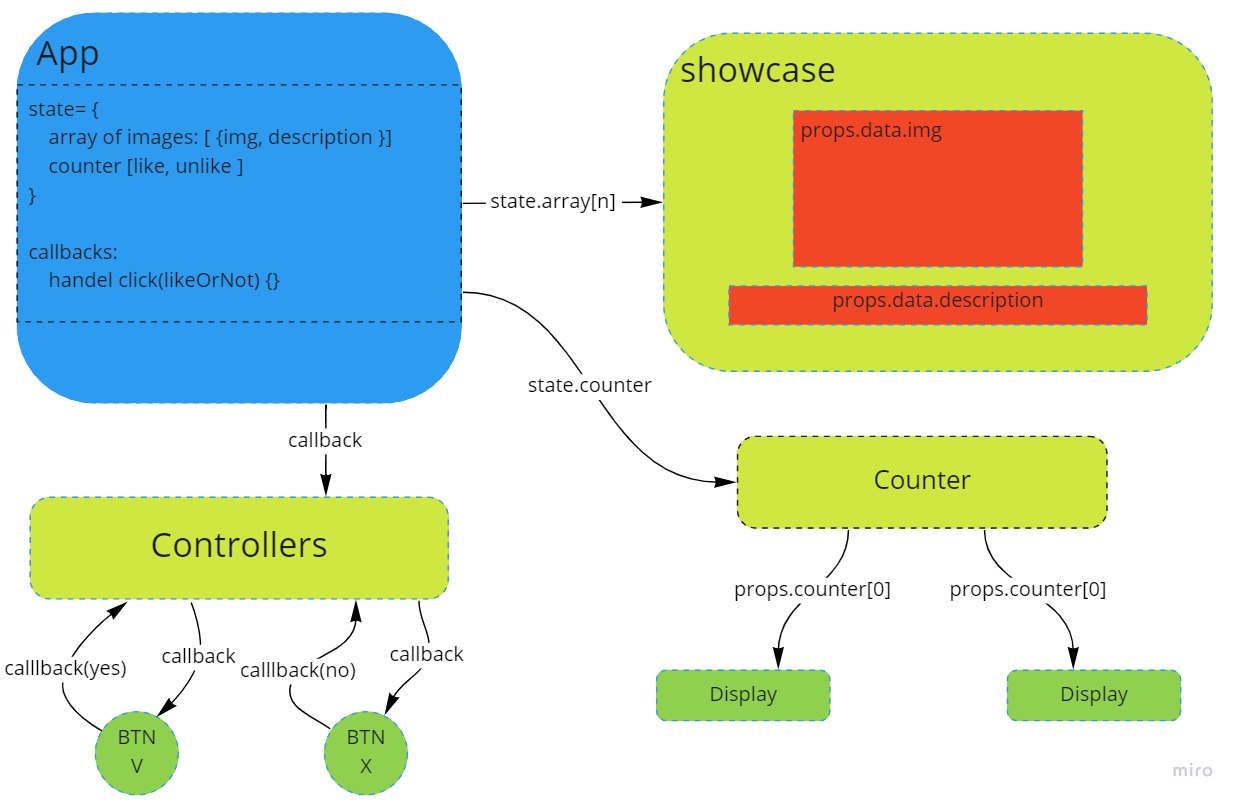 App
state= {
array of images: [ {img, description }]
counter [like, unlike ]
}
callbacks:
handel click(likeOrNot) {}
state.array[n]
showcase
props.data.img
props.data.description
state.counter
callback
Controllers
Counter
calllback(yes)
callback
calllback(no)
callback
props.counter[0]
props.counter[0]
BTN
V
BTN
X
Display
Display
miro